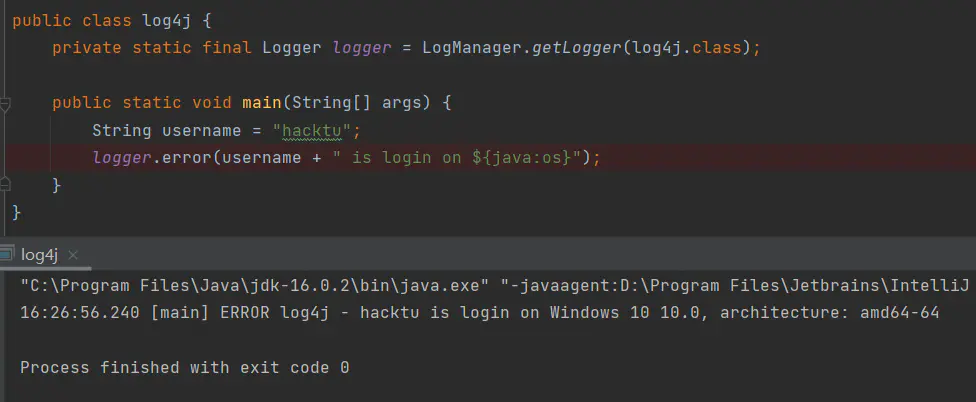 public class log4j {
private static final Logger logger = LogManager.getLogger(log4j.class);
public static void main(String[] args) {
String username = "hacktu";
logger.error(username + " is login on ${java:os}");
}
}
log4j ×
"C:\Program Files\Java\jdk-16.0.2\bin\java.exe" "-javaagent:D:\Program Files\Jetbrains\IntelliJ
16:26:56.240 [main] ERROR log4j - hacktu is login on Windows 10 10.0, architecture: amd64-64
Process finished with exit code 0